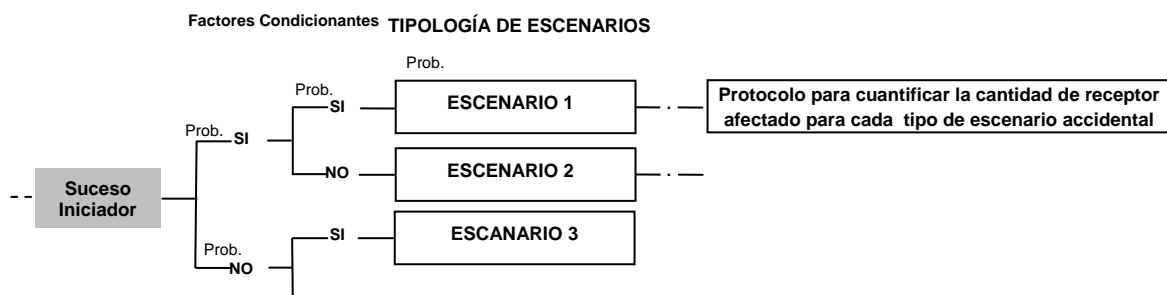 Factores Condicionantes TIPOLOGÍA DE ESCENARIOS
Prob.
Prob.
SI
ESCENARIO 1
Protocolo para cuantificar la cantidad de receptor
afectado para cada tipo de escenario accidental
Prob.
SI
NO
ESCENARIO 2
Suceso
Iniciador
SI
ESCANARIO 3
Prob.
NO